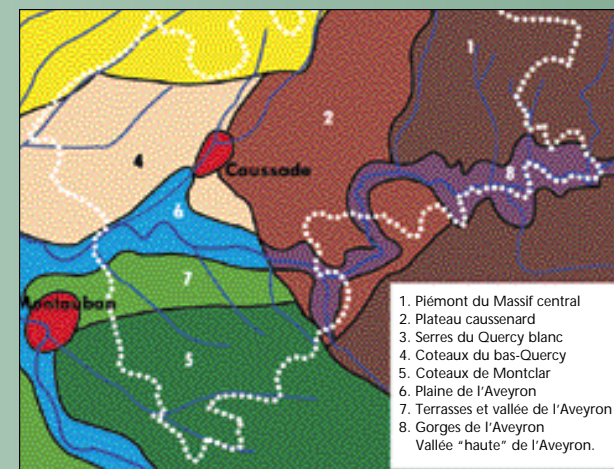 1
2
4
Caussade
8
6
7
Montauban
5
1. Piémont du Massif central
2. Plateau caussenard
3. Serres du Quercy blanc
4. Coteaux du bas-Quercy
5. Coteaux de Montclar
6. Plaine de l'Aveyron
7. Terrasses et vallée de l'Aveyron
8. Gorges de l'Aveyron
Vallée "haute" de l'Aveyron.